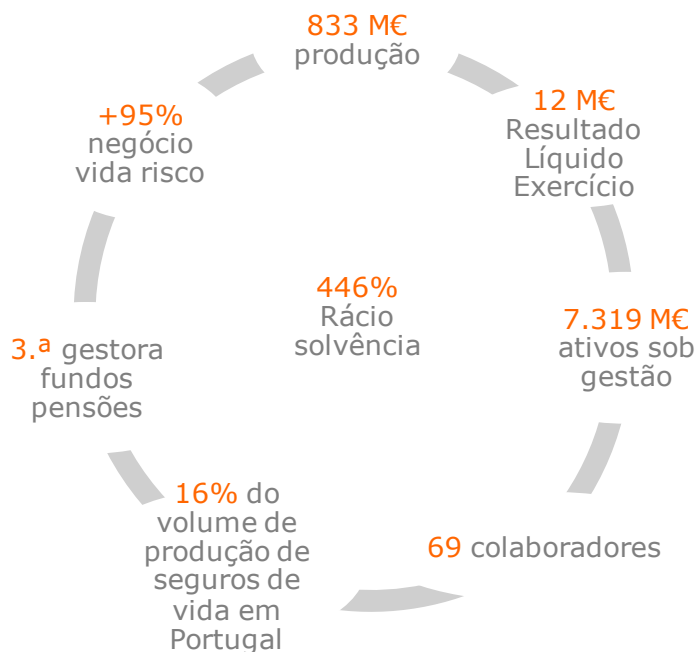 833 M€
produção
12 M€
Resultado
Líquido
Exercício
7.319 M€
ativos sob
gestão
69 colaboradores
16% do
volume de
produção de
seguros de
vida em
Portugal
3.ª gestora
fundos
pensões
+95%
negócio
vida risco
446%
Rácio
solvência